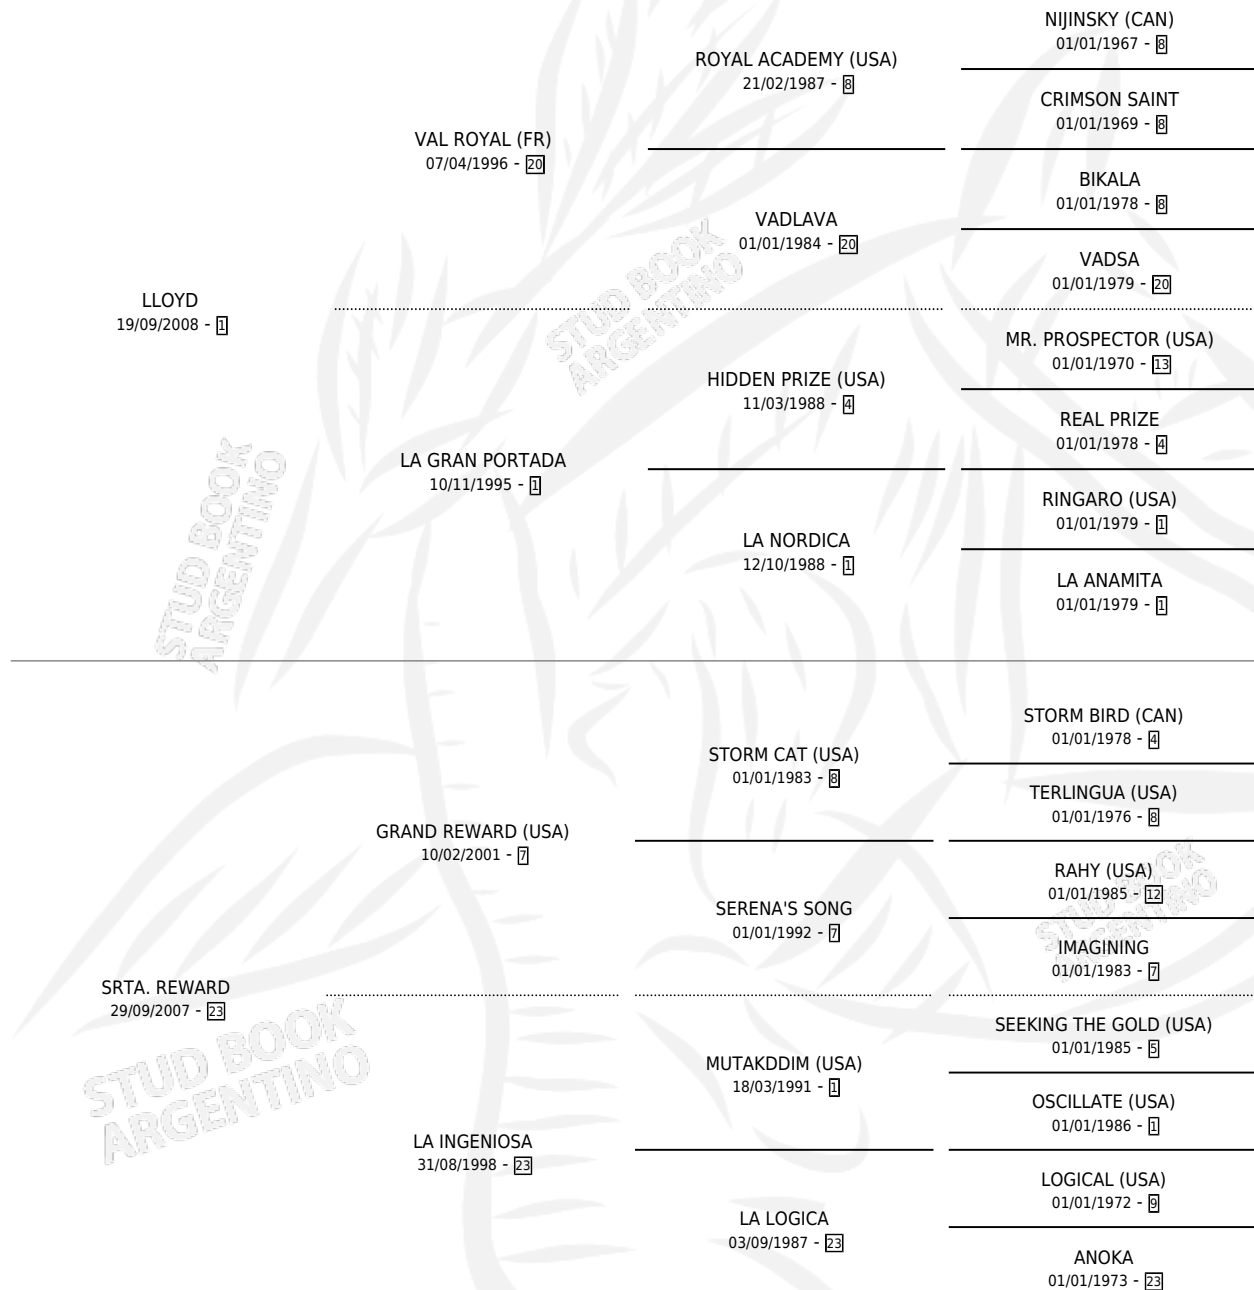 NIJINSKY (CAN)
01/01/1967 - 8
ROYAL ACADEMY (USA)
21/02/1987 - 8
CRIMSON SAINT
01/01/1969 - 8
VAL ROYAL (FR)
07/04/1996 - 20
BIKALA
01/01/1978 - 8
VADLAVA
01/01/1984 - 20
VADSA
01/01/1979 - 20
LLOYD
19/09/2008 - 1
MR. PROSPECTOR (USA)
01/01/1970 - 13
HIDDEN PRIZE (USA)
11/03/1988 - 4
REAL PRIZE
01/01/1978 - 4
LA GRAN PORTADA
10/11/1995 - 1
RINGARO (USA)
01/01/1979 - 1
LA NORDICA
12/10/1988 - 1
LA ANAMITA
01/01/1979 - 1
STORM BIRD (CAN)
01/01/1978 - 4
STORM CAT (USA)
01/01/1983 - 8
TERLINGUA (USA)
01/01/1976 - 8
GRAND REWARD (USA)
10/02/2001 - 7
RAHY (USA)
01/01/1985 - 12
SERENA'S SONG
01/01/1992 - 7
IMAGINING
01/01/1983 - 7
SRTA. REWARD
29/09/2007 - 23
SEEKING THE GOLD (USA)
01/01/1985 - 5
MUTAKDDIM (USA)
18/03/1991 - 1
OSCILLATE (USA)
01/01/1986 - 1
LA INGENIOSA
31/08/1998 - 23
LOGICAL (USA)
01/01/1972 - 9
LA LOGICA
03/09/1987 - 23
ANOKA
01/01/1973 - 23
STUD BOOK
ARGENTINO
STUD BOOK
ARGENTINO
STUD BOOK
ARGENTINO
STUD BOOK
ARGENTINO